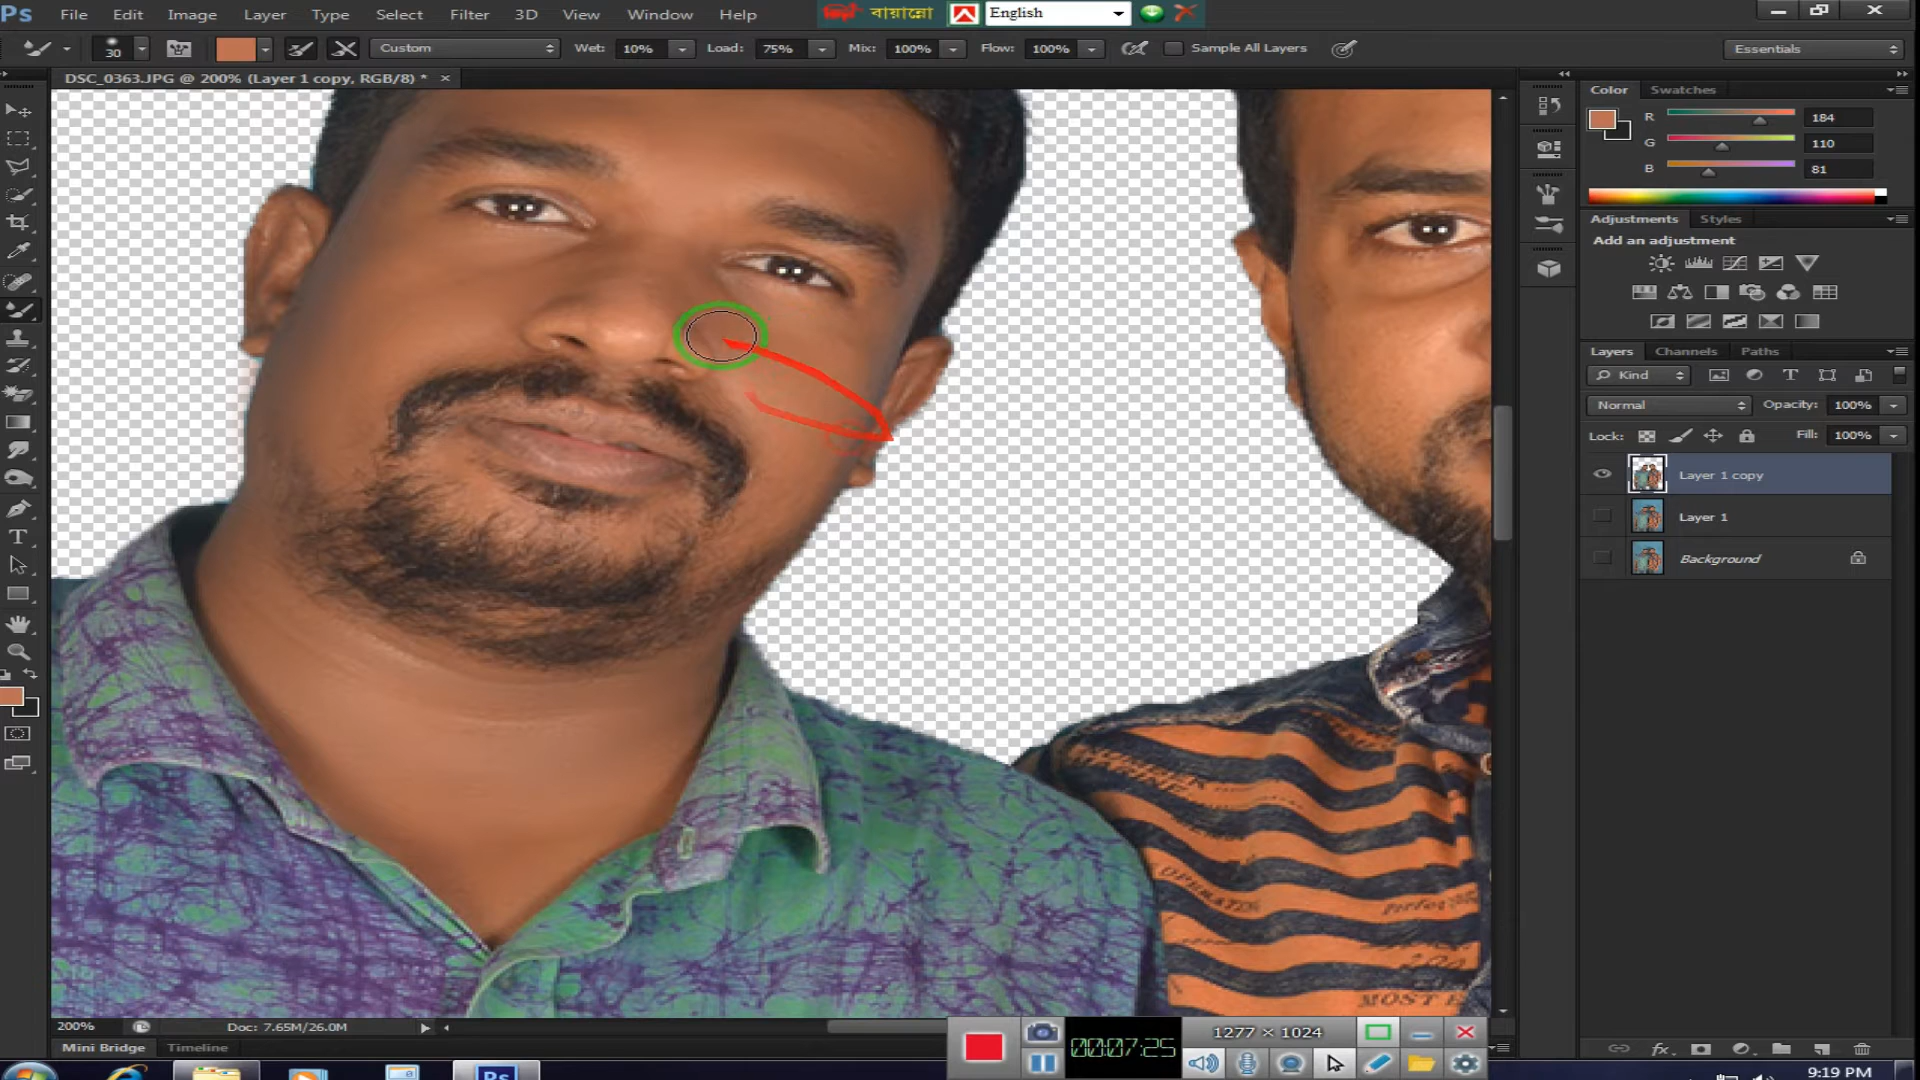 Ps File Edit Image Layer Type Select Filter 3D View Window Help বায়ান্নো English
30 Custom Wet: 10% Load: 75% Mix: 100% Flow: 100% Sample All Layers Essentials
DSC_0363.JPG @ 200% (Layer 1 copy, RGB/8) * ×
Color Swatches
R 184
G 110
B 81
Adjustments Styles
Add an adjustment
Layers Channels Paths
Kind
Normal Opacity: 100%
Lock: Fill: 100%
Layer 1 copy
Layer 1
Background
OPERATE
MOST E
200% Doc: 7.65M/26.0M
Mini Bridge Timeline
00:07:25 1277 × 1024
Ps 9:19 PM